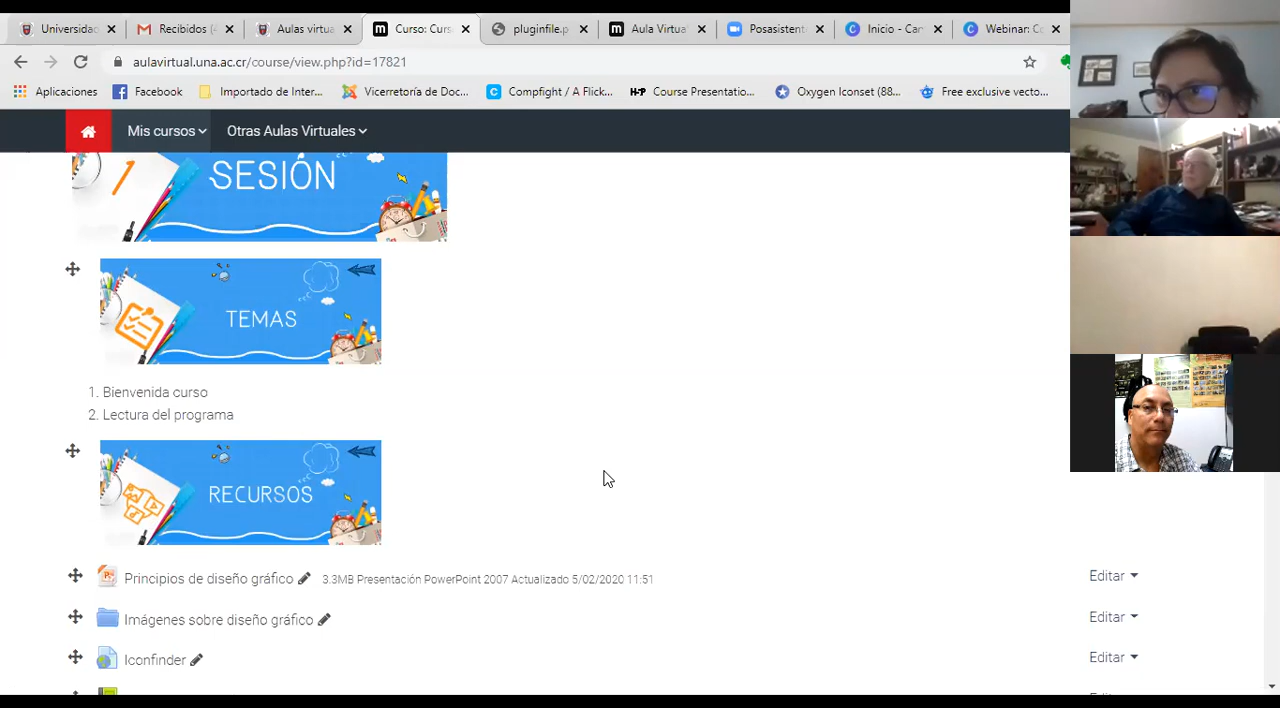 Universidac
Recibidos (4
Aulas virtua
Curso: Curs
pluginfile.p
Aula Virtua
Posasistent
Inicio - Can
Webinar: Co
aulavirtual.una.ac.cr/course/view.php?id=17821
Aplicaciones
Facebook
Importado de Inter...
Vicerretoría de Doc...
Compfight / A Flick...
H-P Course Presentatio...
Oxygen Iconset (88...
Free exclusive vecto...
Mis cursos
Otras Aulas Virtuales
1
SESIÓN
TEMAS
1. Bienvenida curso
2. Lectura del programa
RECURSOS
Principios de diseño gráfico
3.3MB Presentación PowerPoint 2007 Actualizado 5/02/2020 11:51
Editar
Imágenes sobre diseño gráfico
Editar
Iconfinder
Editar